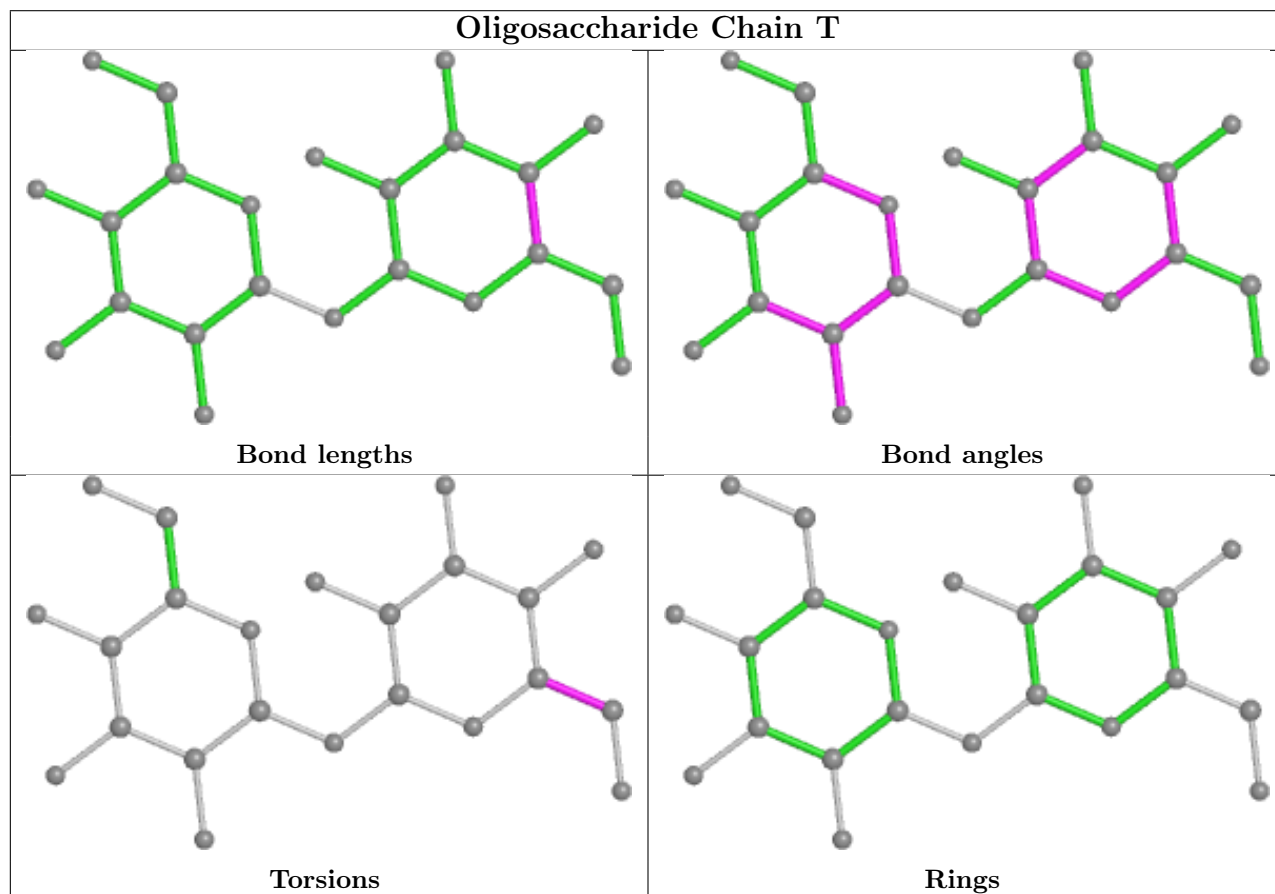 Oligosaccharide Chain T
Bond lengths
Bond angles
Torsions
Rings